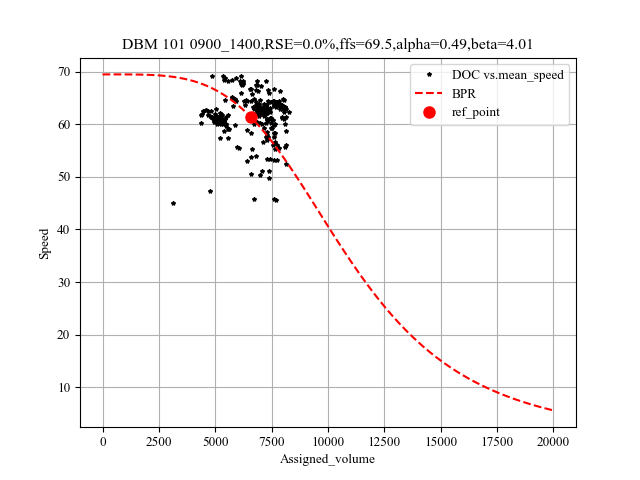 DBM 101 0900_1400,RSE=0.0%,ffs=69.5,alpha=0.49,beta=4.01
DOC vs.mean_speed
BPR
ref_point
70
60
50
40
30
20
10
Speed
0
2500
5000
7500
10000
12500
15000
17500
20000
Assigned_volume